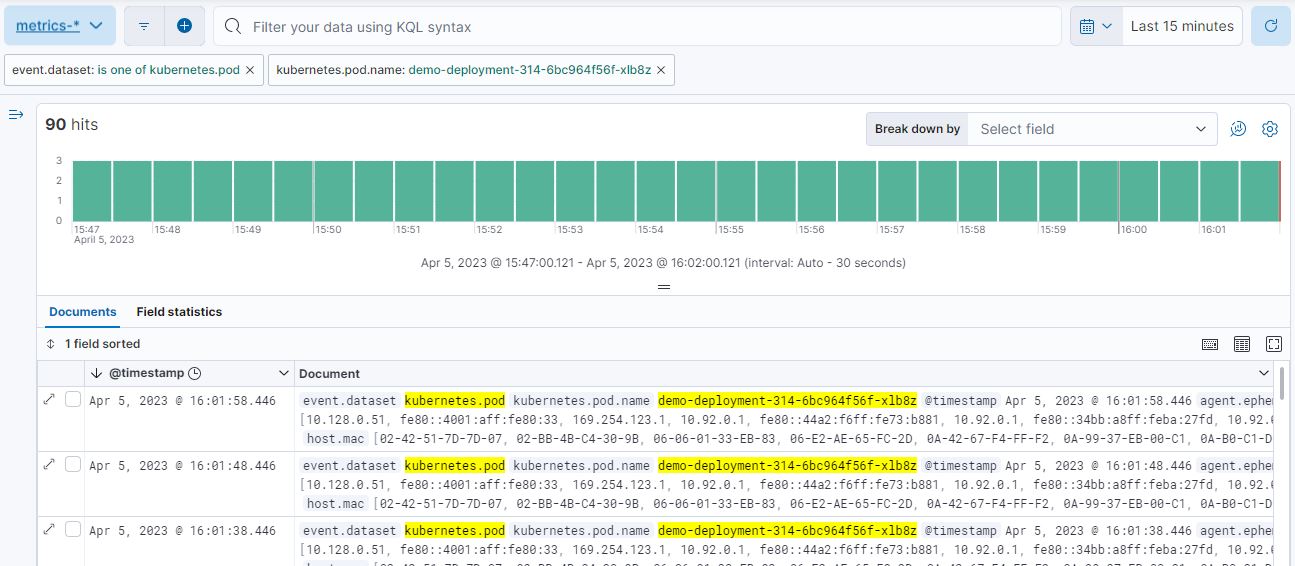 metrics-* Filter your data using KQL syntax Last 15 minutes
event.dataset: is one of kubernetes.pod × kubernetes.pod.name: demo-deployment-314-6bc964f56f-xlb8z ×
90 hits Break down by Select field
3
2
1
0
15:47 15:48 15:49 15:50 15:51 15:52 15:53 15:54 15:55 15:56 15:57 15:58 15:59 16:00 16:01
April 5, 2023
Apr 5, 2023 @ 15:47:00.121 - Apr 5, 2023 @ 16:02:00.121 (interval: Auto - 30 seconds)
Documents Field statistics
1 field sorted
@timestamp Document
Apr 5, 2023 @ 16:01:58.446 event.dataset kubernetes.pod kubernetes.pod.name demo-deployment-314-6bc964f56f-xlb8z @timestamp Apr 5, 2023 @ 16:01:58.446 agent.ephe
[10.128.0.51, fe80::4001:aff:fe80:33, 169.254.123.1, 10.92.0.1, fe80::44a2:f6ff:fe73:b881, 10.92.0.1, fe80::34bb:a8ff:feba:27fd, 10.92.0
host.mac [02-42-51-7D-7D-07, 02-BB-4B-C4-30-9B, 06-06-01-33-EB-83, 06-E2-AE-65-FC-2D, 0A-42-67-F4-FF-F2, 0A-99-37-EB-00-C1, 0A-B0-C1-D
Apr 5, 2023 @ 16:01:48.446 event.dataset kubernetes.pod kubernetes.pod.name demo-deployment-314-6bc964f56f-xlb8z @timestamp Apr 5, 2023 @ 16:01:48.446 agent.ephe
[10.128.0.51, fe80::4001:aff:fe80:33, 169.254.123.1, 10.92.0.1, fe80::44a2:f6ff:fe73:b881, 10.92.0.1, fe80::34bb:a8ff:feba:27fd, 10.92.0
host.mac [02-42-51-7D-7D-07, 02-BB-4B-C4-30-9B, 06-06-01-33-EB-83, 06-E2-AE-65-FC-2D, 0A-42-67-F4-FF-F2, 0A-99-37-EB-00-C1, 0A-B0-C1-D
Apr 5, 2023 @ 16:01:38.446 event.dataset kubernetes.pod kubernetes.pod.name demo-deployment-314-6bc964f56f-xlb8z @timestamp Apr 5, 2023 @ 16:01:38.446 agent.ephe
[10.128.0.51, fe80::4001:aff:fe80:33, 169.254.123.1, 10.92.0.1, fe80::44a2:f6ff:fe73:b881, 10.92.0.1, fe80::34bb:a8ff:feba:27fd, 10.92.0